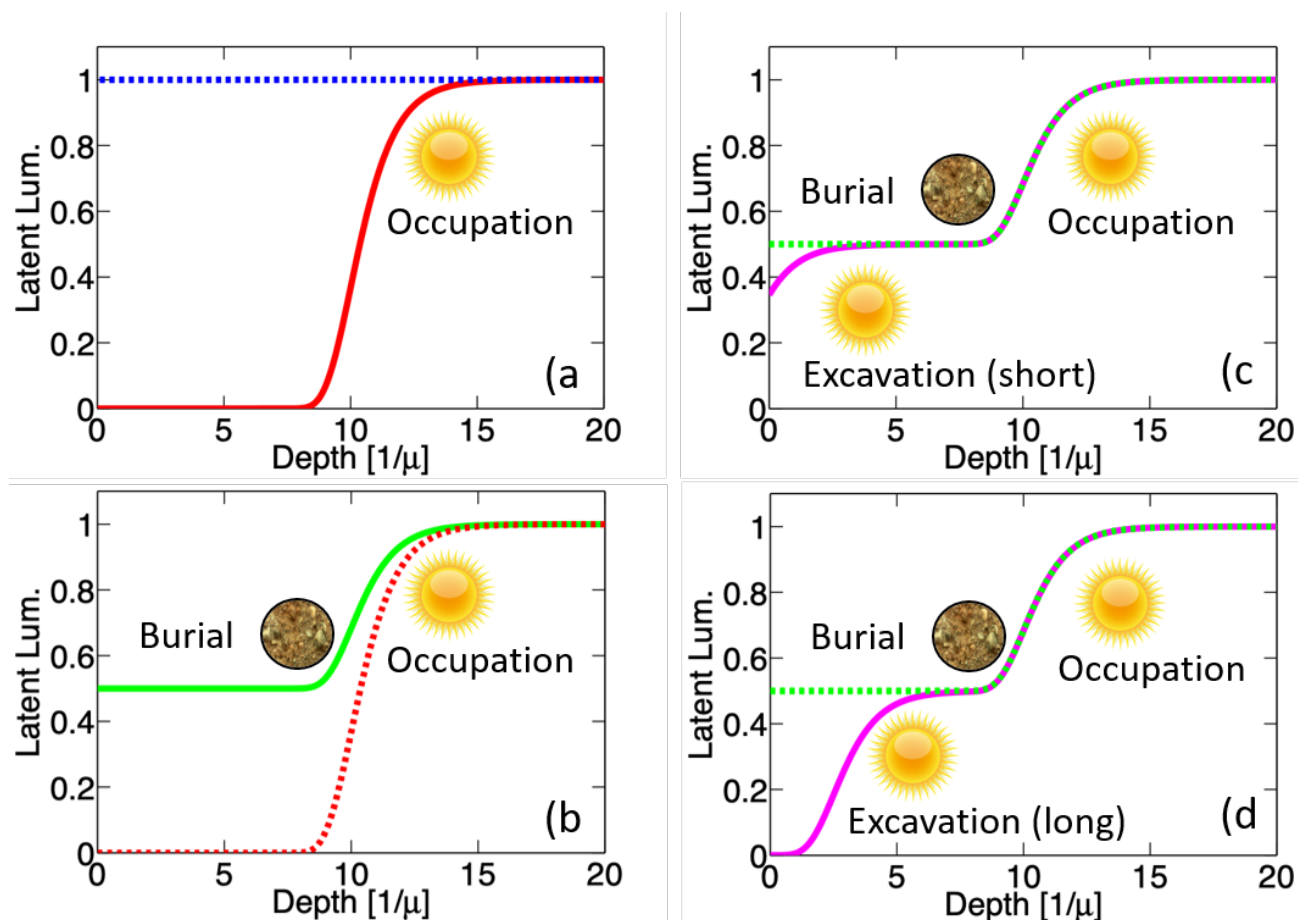 Latent Lum.
1
0.8
0.6
0.4
0.2
0
Occupation
(a
0 5 10 15 20
Depth [1/μ]
Latent Lum.
1
0.8
0.6
0.4
0.2
0
Burial
Occupation
(b
0 5 10 15 20
Depth [1/μ]
Latent Lum.
1
0.8
0.6
0.4
0.2
0
Burial
Occupation
Excavation (short)
(c
0 5 10 15 20
Depth [1/μ]
Latent Lum.
1
0.8
0.6
0.4
0.2
0
Burial
Occupation
Excavation (long)
(d
0 5 10 15 20
Depth [1/μ]